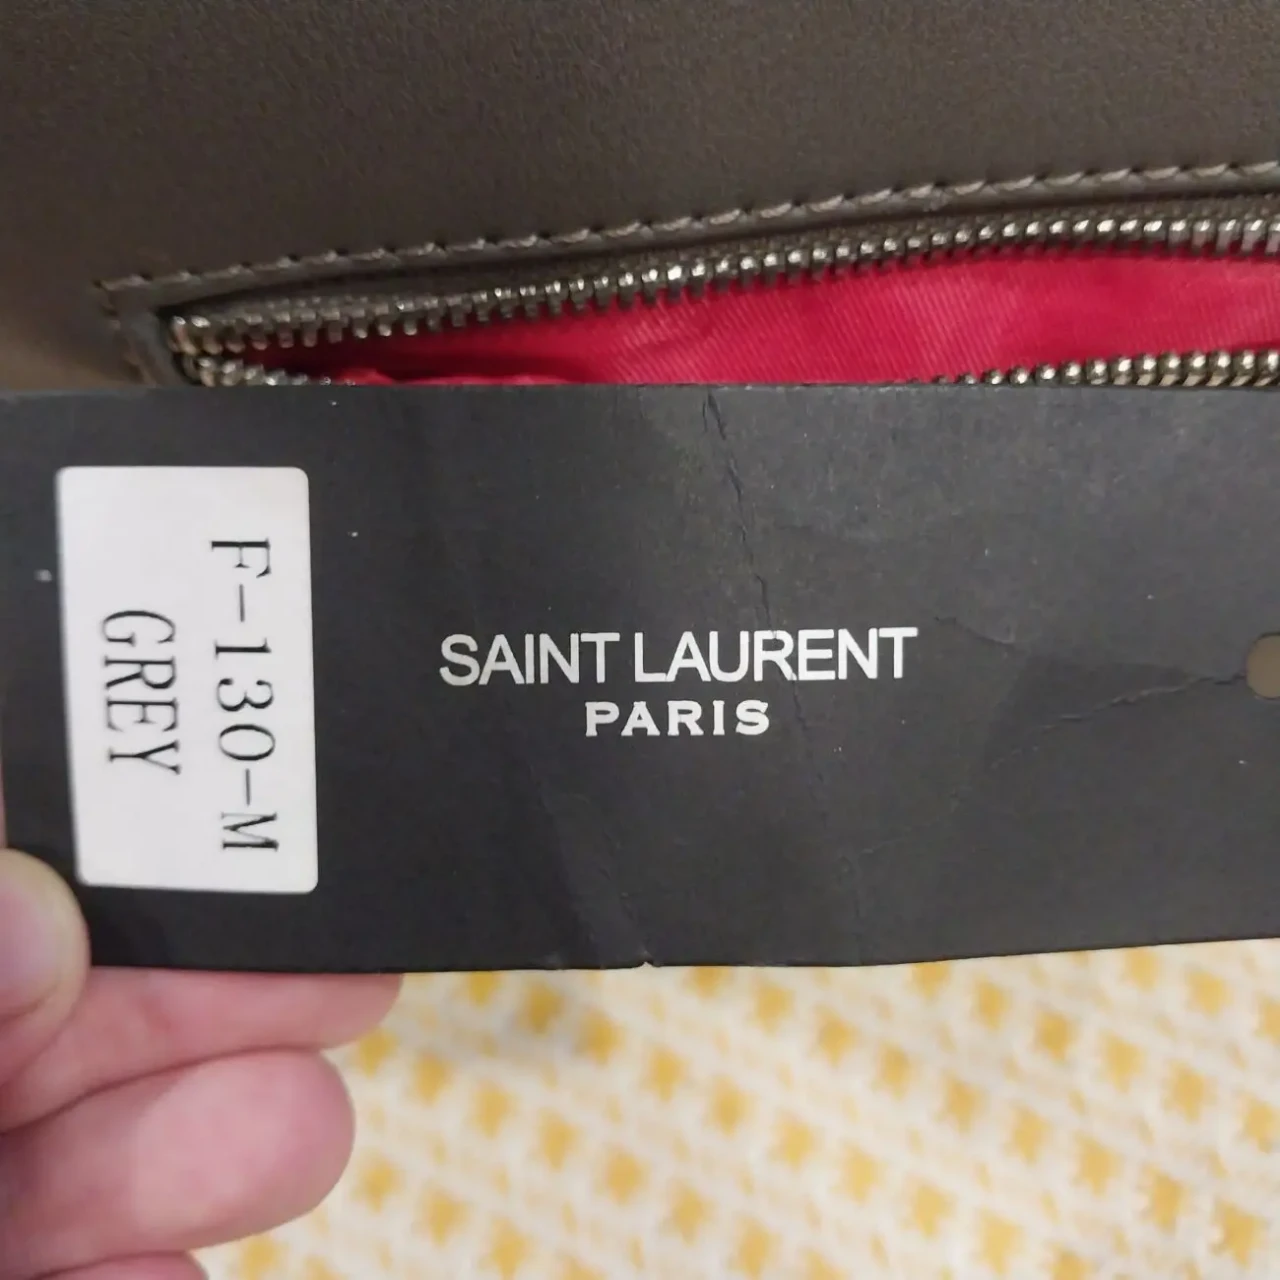 F-130-M
GREY
SAINT LAURENT
PARIS